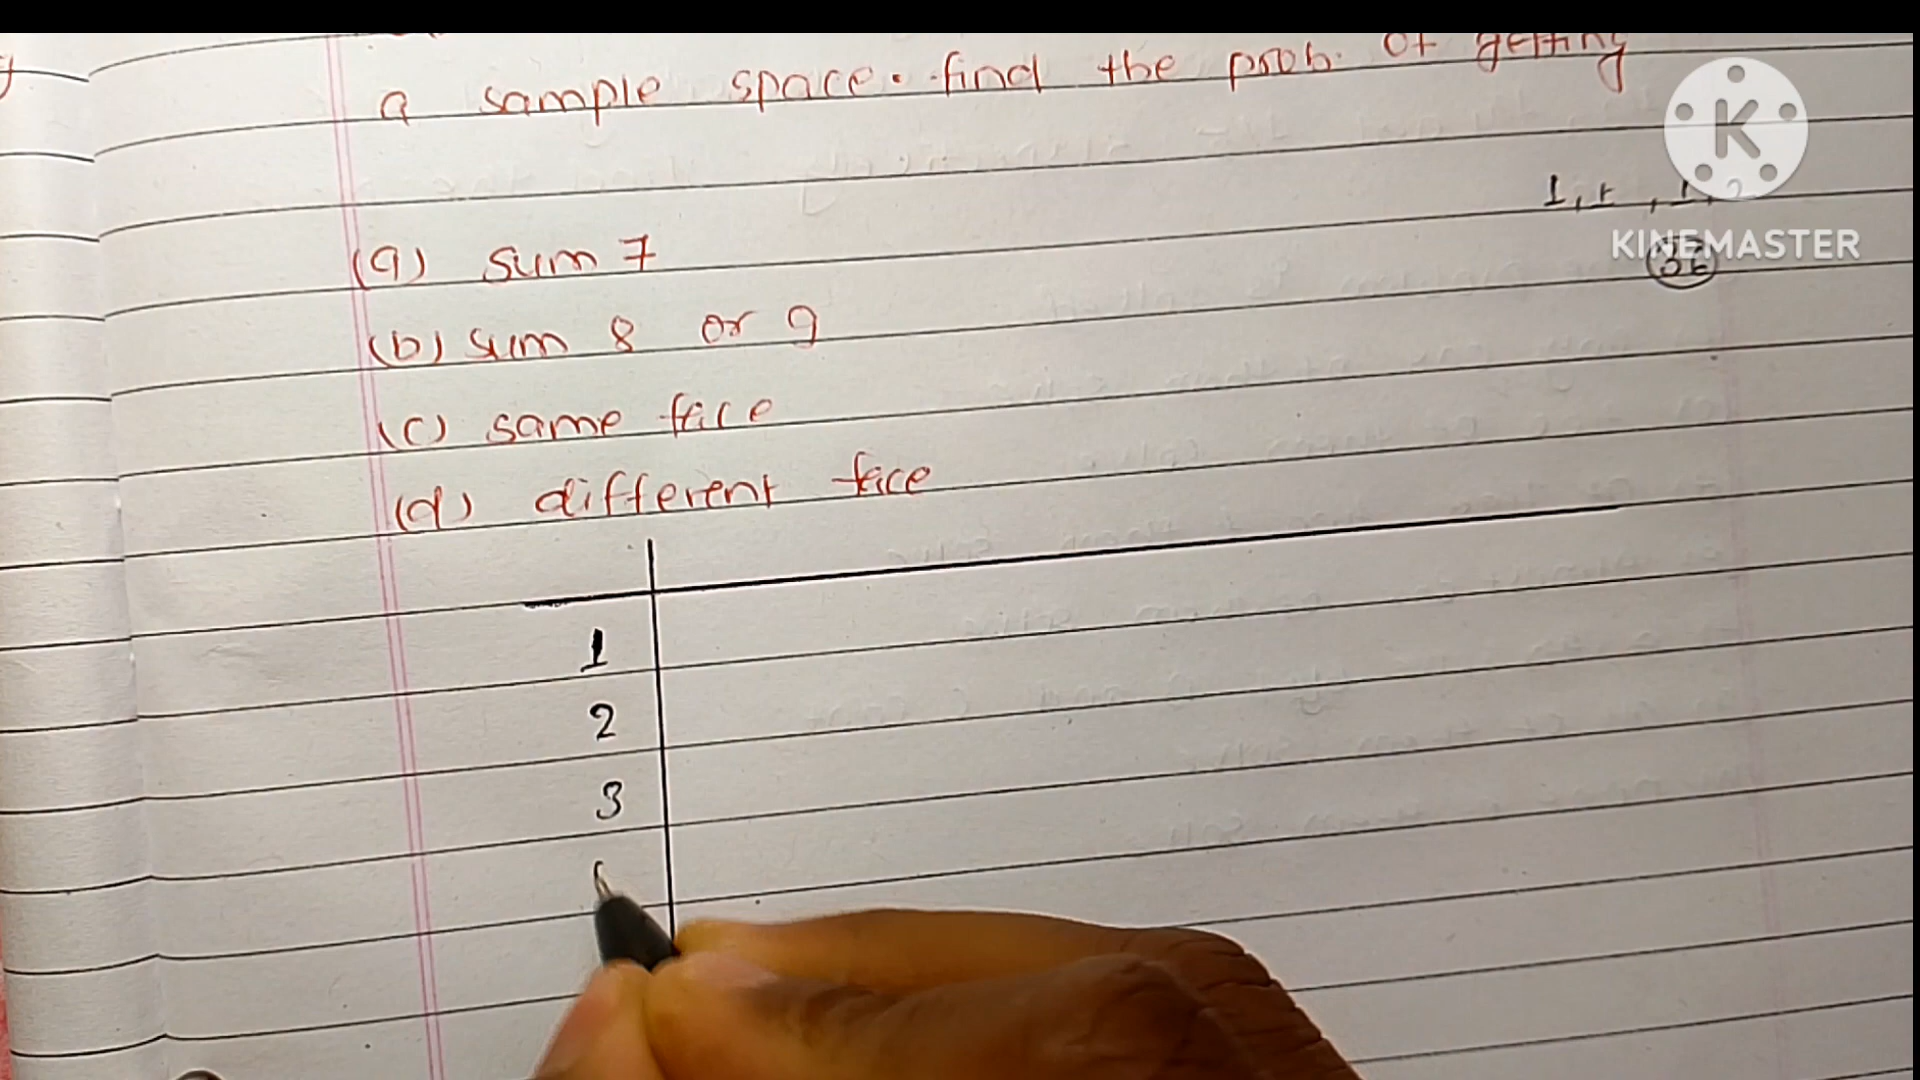 a sample space. find the prob. of getting
(a) sum 7
1,1, 1,2
KINEMASTER
36
(b) sum 8 or 9
(c) same face
(d) different face
1
2
3